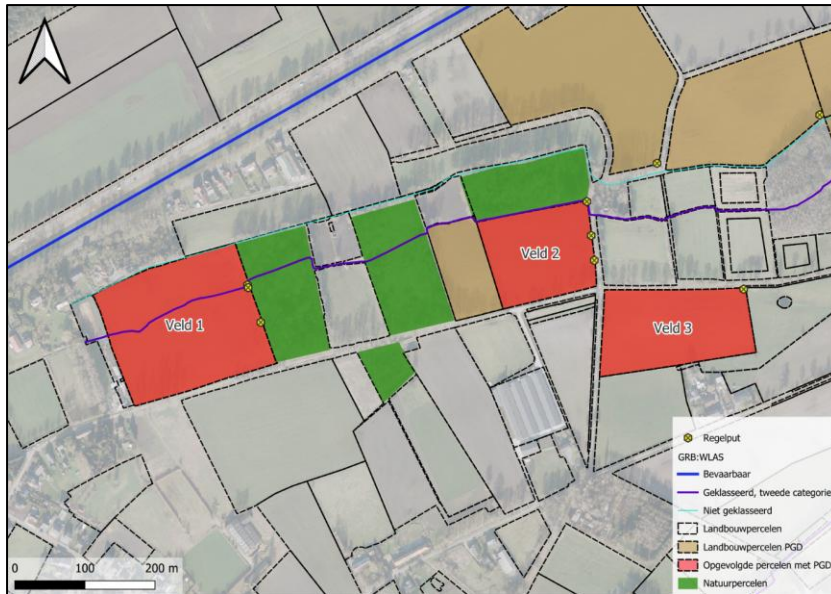 Veld 1
Veld 2
Veld 3
Regelput
GRB:WLAS
Bevaarbaar
Geklasseerd, tweede categorie
Niet geklasseerd
Landbouwpercelen
Landbouwpercelen PGD
Opgevolgde percelen met PGD
Natuurpercelen
0 100 200 m